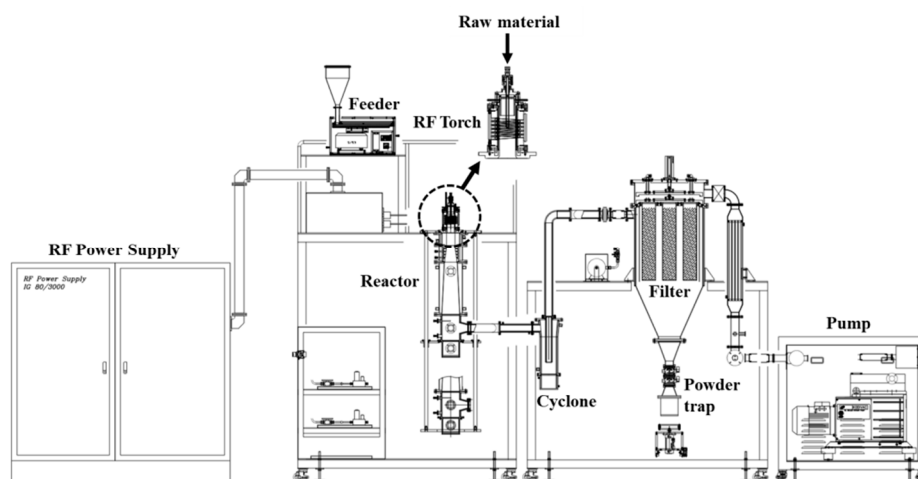 Raw material
Feeder
RF Torch
RF Power Supply
RF Power Supply
IG 80/3000
Reactor
Filter
Pump
Cyclone
Powder
trap